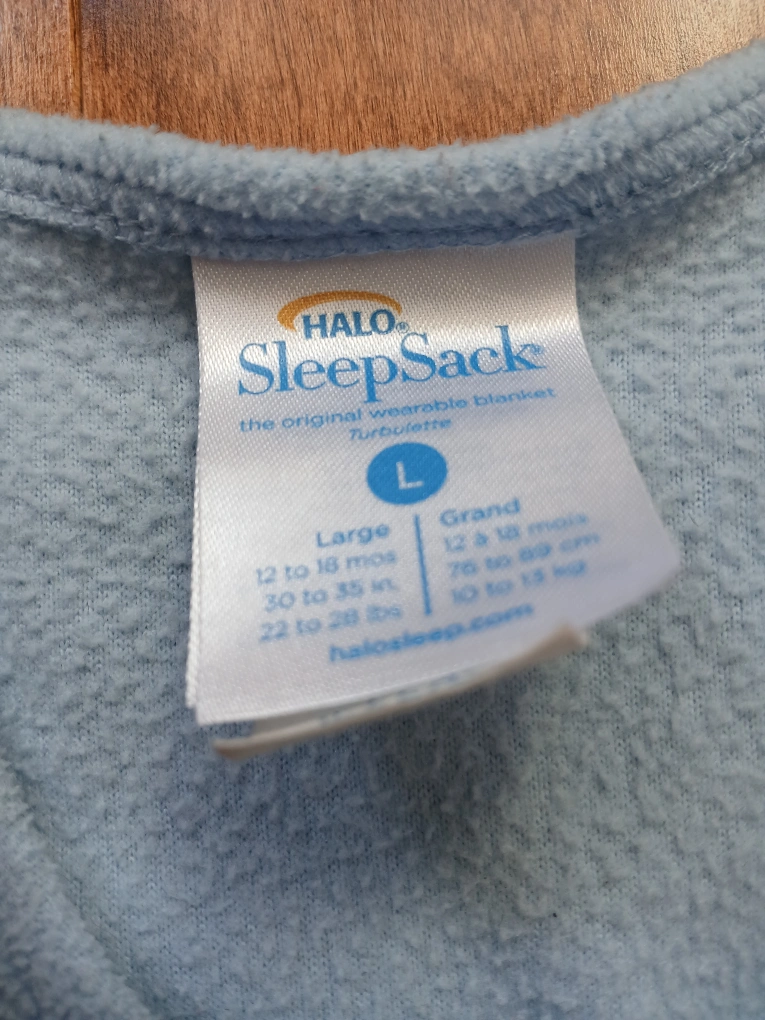 HALO®
SleepSack®
the original wearable blanket
Turbulette
L
Large
12 to 18 mos
30 to 35 in.
22 to 28 lbs
Grand
12 à 18 mois
76 to 89 cm
10 to 13 kg
halosleep.com